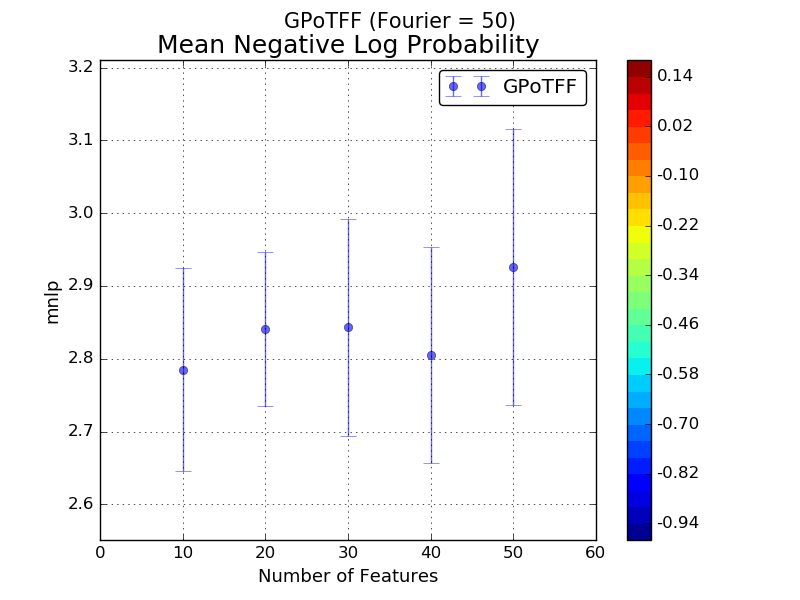 GPoTFF (Fourier = 50)
Mean Negative Log Probability
GPoTFF
mnlp
3.2
3.1
3.0
2.9
2.8
2.7
2.6
0 10 20 30 40 50 60
Number of Features
0.14
0.02
-0.10
-0.22
-0.34
-0.46
-0.58
-0.70
-0.82
-0.94